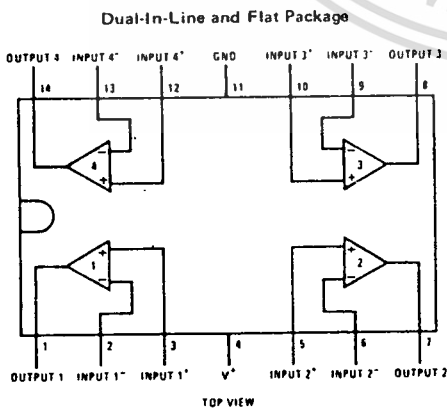 Dual-In-Line and Flat Package
OUTPUT 4 INPUT 4⁻ INPUT 4⁺ GND INPUT 3⁺ INPUT 3⁻ OUTPUT 3
14 13 12 11 10 9 8
− −
4 3
+ +
+ +
1 2
− −
1 2 3 4 5 6 7
OUTPUT 1 INPUT 1⁻ INPUT 1⁺ V⁺ INPUT 2⁺ INPUT 2⁻ OUTPUT 2
TOP VIEW